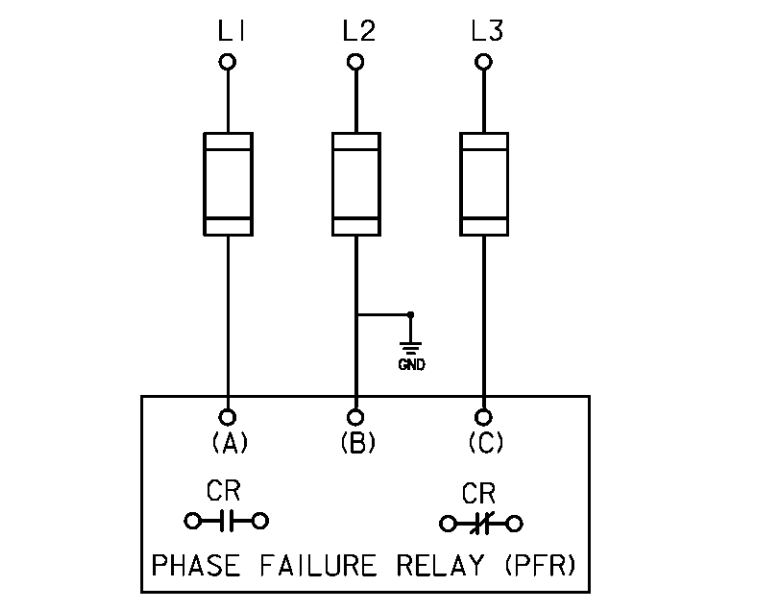 L1 L2 L3
GND
(A) (B) (C)
CR CR
PHASE FAILURE RELAY (PFR)